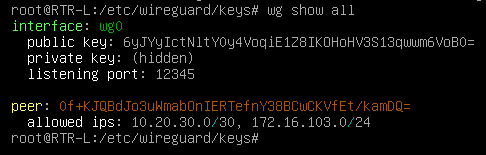 root@RTR-L:/etc/wireguard/keys# wg show all
interface: wg0
public key: 6yJYyIctNltY0y4VoqiE1Z8IKOHoHV3S13qwwm6VoB0=
private key: (hidden)
listening port: 12345
peer: Of+KJQBdJo3uWmabOnIERTefnY38BCwCKVfEt/kamDQ=
allowed ips: 10.20.30.0/30, 172.16.103.0/24
root@RTR-L:/etc/wireguard/keys#